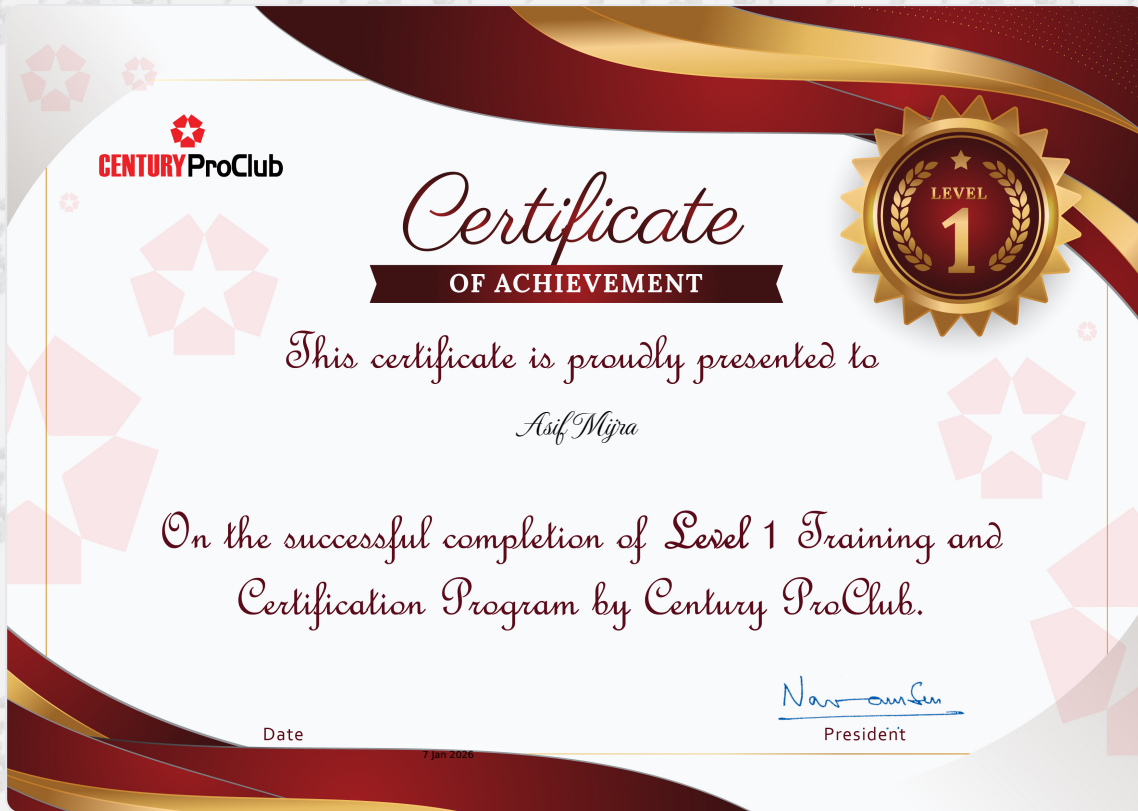 CENTURY ProClub
LEVEL
1
Certificate
OF ACHIEVEMENT
This certificate is proudly presented to
Asif Mijra
On the successful completion of Level 1 Training and
Certification Program by Century ProClub.
Date
President
7 Jan 2026